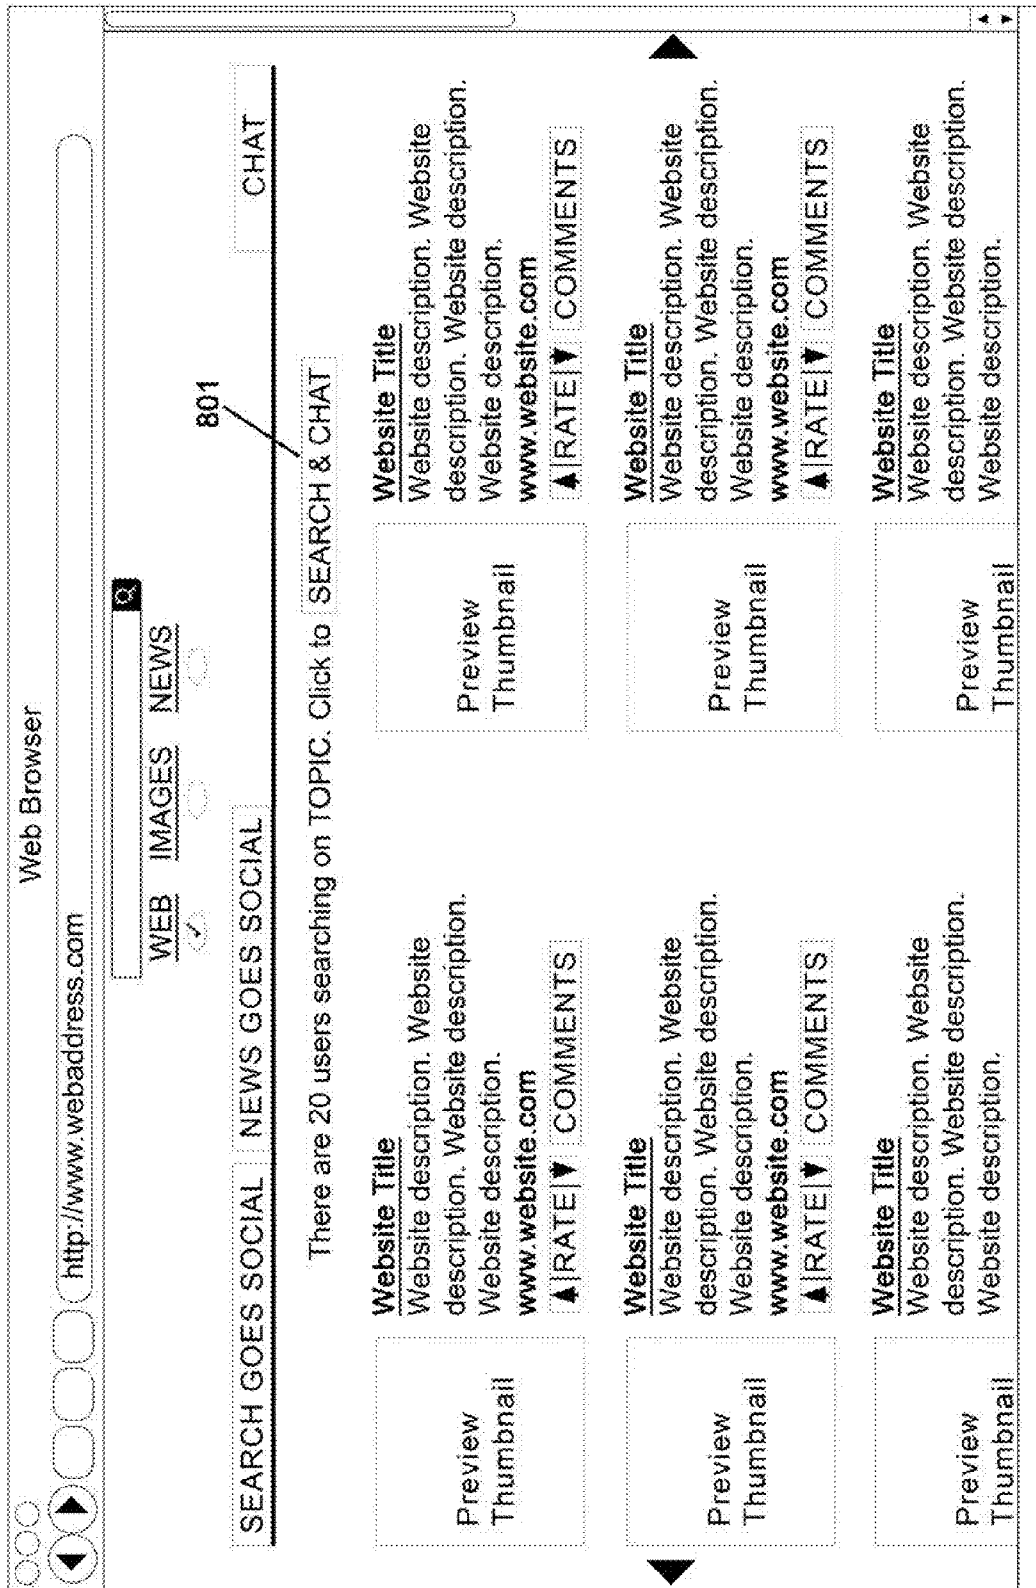 Web Browser
http://www.webaddress.com
WEB IMAGES NEWS
SEARCH GOES SOCIAL NEWS GOES SOCIAL CHAT
801
There are 20 users searching on TOPIC. Click to SEARCH & CHAT
Preview
Thumbnail
Website Title
Website description. Website
description. Website description.
Website description.
www.website.com
RATE COMMENTS
Preview
Thumbnail
Website Title
Website description. Website
description. Website description.
Website description.
www.website.com
RATE COMMENTS
Preview
Thumbnail
Website Title
Website description. Website
description. Website description.
Website description.
www.website.com
RATE COMMENTS
Preview
Thumbnail
Website Title
Website description. Website
description. Website description.
Website description.
www.website.com
RATE COMMENTS
Preview
Thumbnail
Website Title
Website description. Website
description. Website description.
Website description.
Preview
Thumbnail
Website Title
Website description. Website
description. Website description.
Website description.